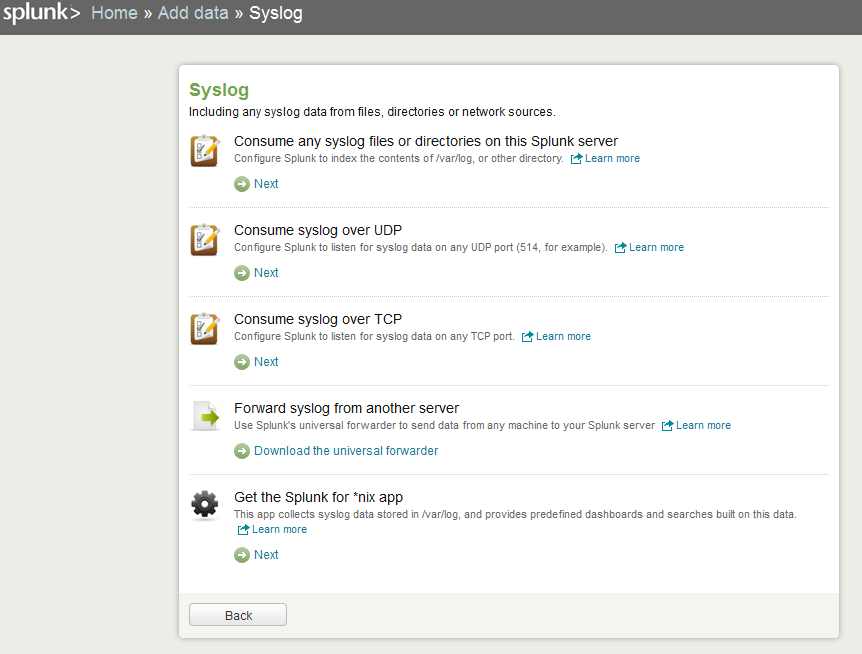 splunk> Home » Add data » Syslog
Syslog
Including any syslog data from files, directories or network sources.
Consume any syslog files or directories on this Splunk server
Configure Splunk to index the contents of /var/log, or other directory. Learn more
Next
Consume syslog over UDP
Configure Splunk to listen for syslog data on any UDP port (514, for example). Learn more
Next
Consume syslog over TCP
Configure Splunk to listen for syslog data on any TCP port. Learn more
Next
Forward syslog from another server
Use Splunk's universal forwarder to send data from any machine to your Splunk server Learn more
Download the universal forwarder
Get the Splunk for *nix app
This app collects syslog data stored in /var/log, and provides predefined dashboards and searches built on this data.
Learn more
Next
Back